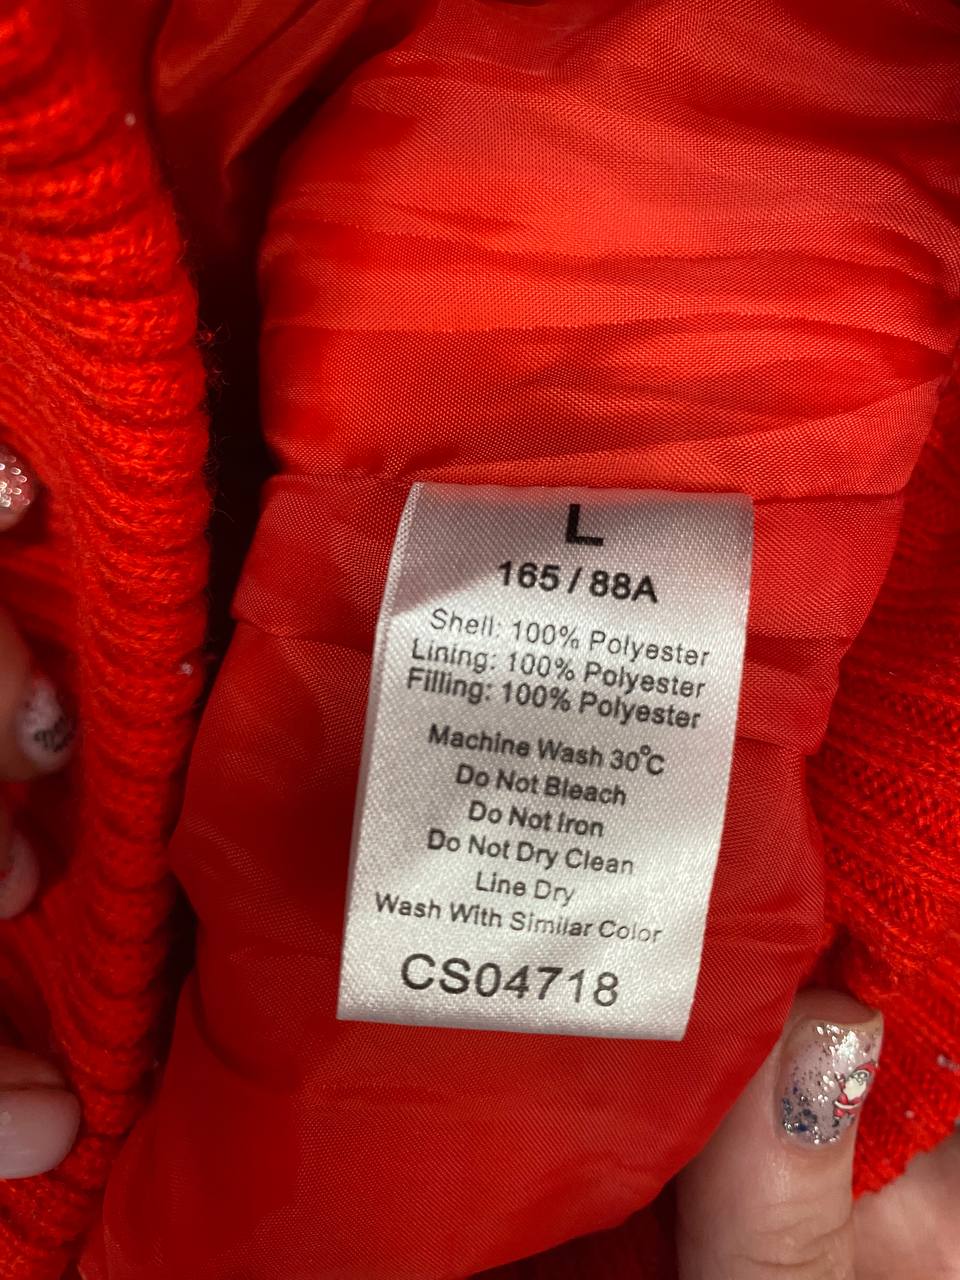 L
165 / 88A
Shell: 100% Polyester
Lining: 100% Polyester
Filling: 100% Polyester
Machine Wash 30°C
Do Not Bleach
Do Not Iron
Do Not Dry Clean
Line Dry
Wash With Similar Color
CS04718